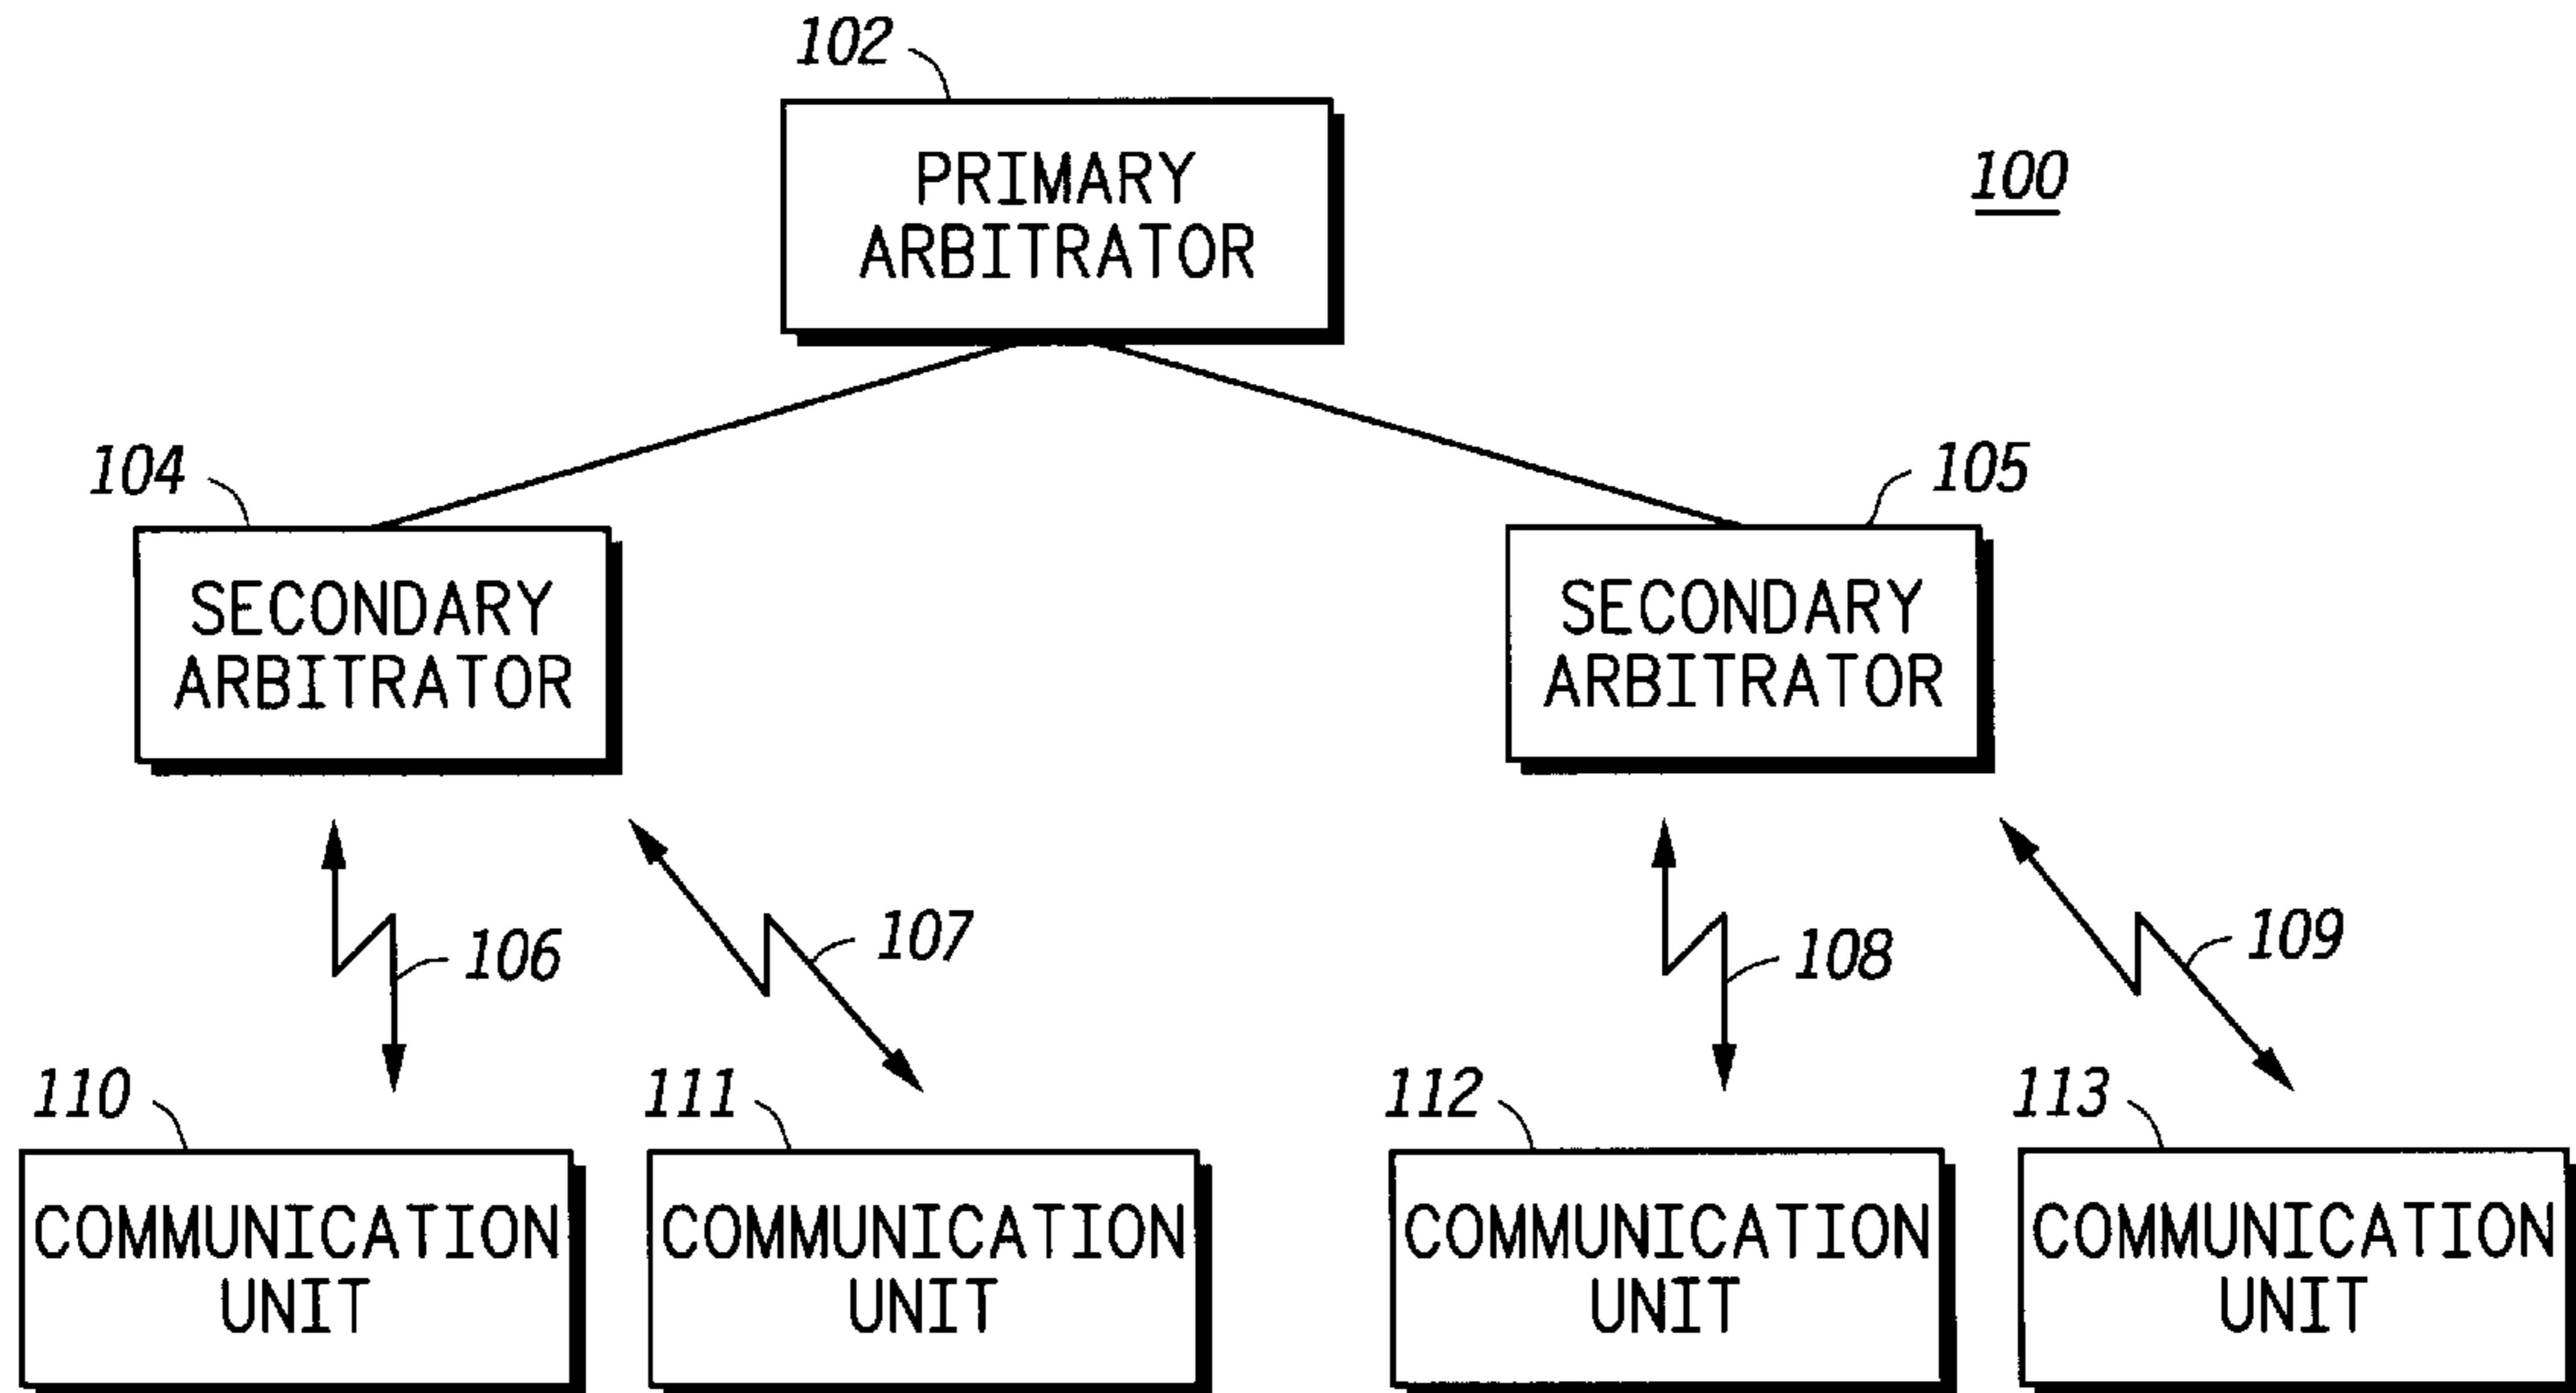 102
PRIMARY
ARBITRATOR
100
104
SECONDARY
ARBITRATOR
105
SECONDARY
ARBITRATOR
106
107
108
109
110
COMMUNICATION
UNIT
111
COMMUNICATION
UNIT
112
COMMUNICATION
UNIT
113
COMMUNICATION
UNIT